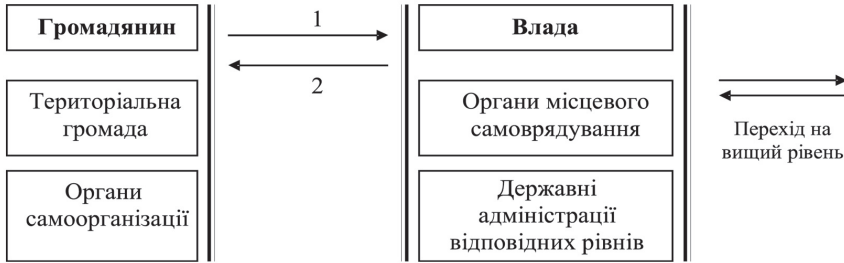 Громадянин
1
2
Влада
Територіальна
громада
Органи місцевого
самоврядування
Перехід на
вищий рівень
Органи
самоорганізації
Державні
адміністрації
відповідних рівнів